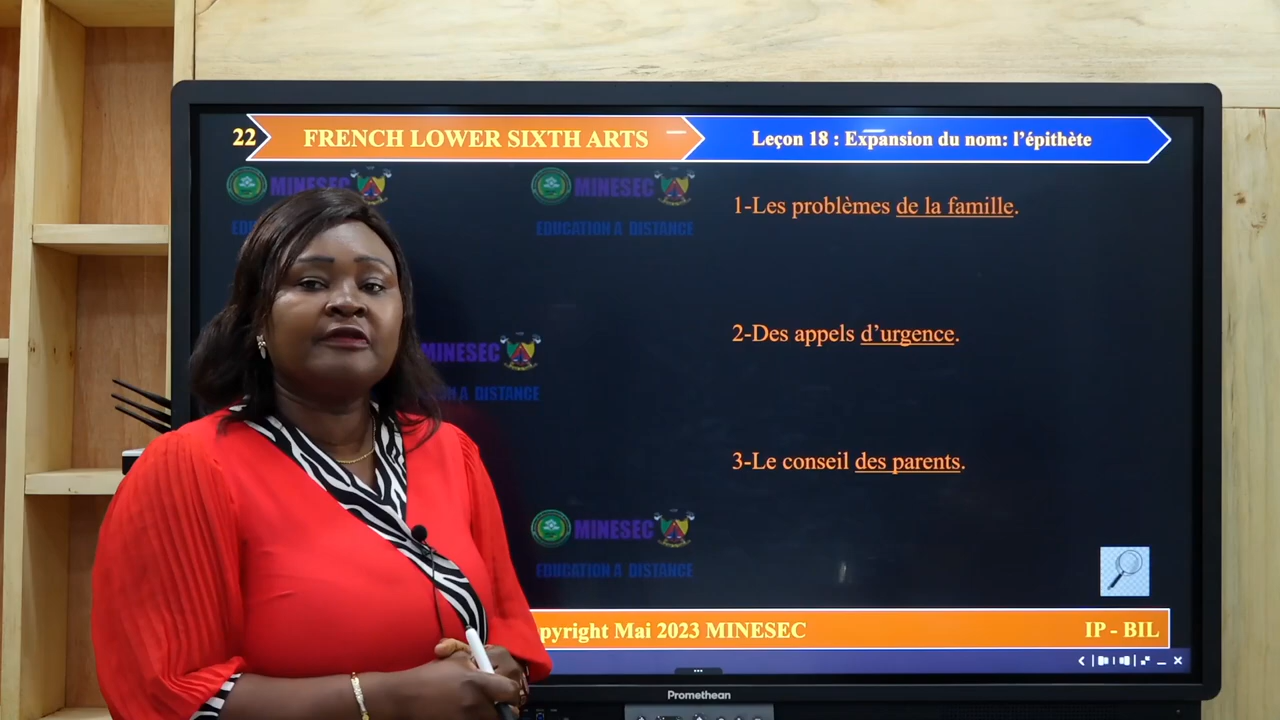 22
FRENCH LOWER SIXTH ARTS
Leçon 18 : Expansion du nom: l’épithète
MINESEC
MINESEC
EDUCATION A DISTANCE
1-Les problèmes de la famille.
2-Des appels d’urgence.
MINESEC
DISTANCE
3-Le conseil des parents.
MINESEC
EDUCATION A DISTANCE
pyright Mai 2023 MINESEC
IP - BIL
Promethean